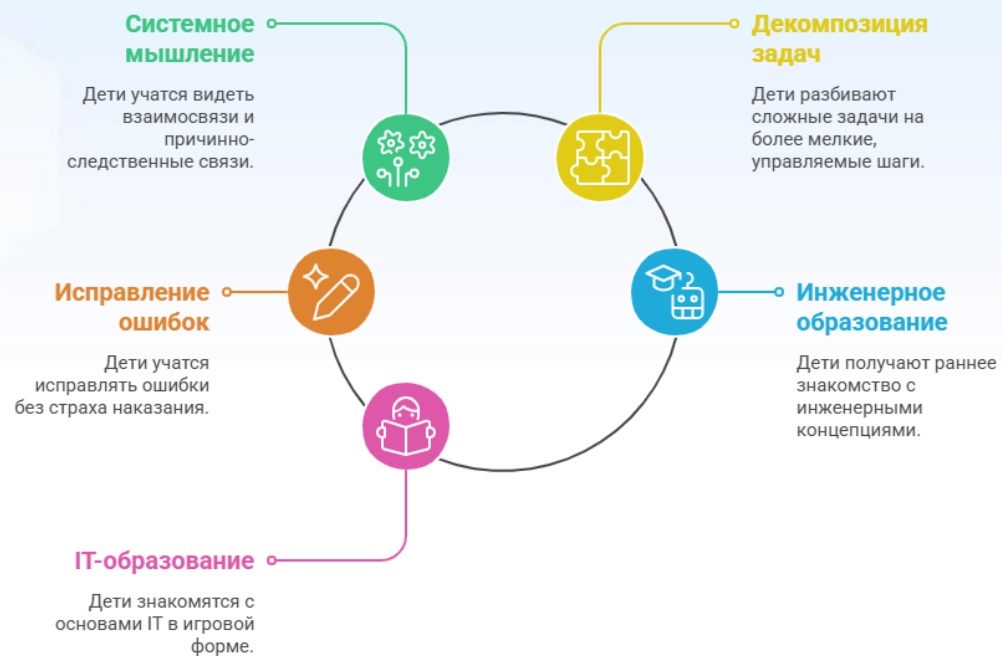 Системное
мышление
Дети учатся видеть
взаимосвязи и
причинно-
следственные связи.
Декомпозиция
задач
Дети разбивают
сложные задачи на
более мелкие,
управляемые шаги.
Исправление
ошибок
Дети учатся
исправлять ошибки
без страха наказания.
Инженерное
образование
Дети получают раннее
знакомство с
инженерными
концепциями.
IT-образование
Дети знакомятся с
основами IT в игровой
форме.